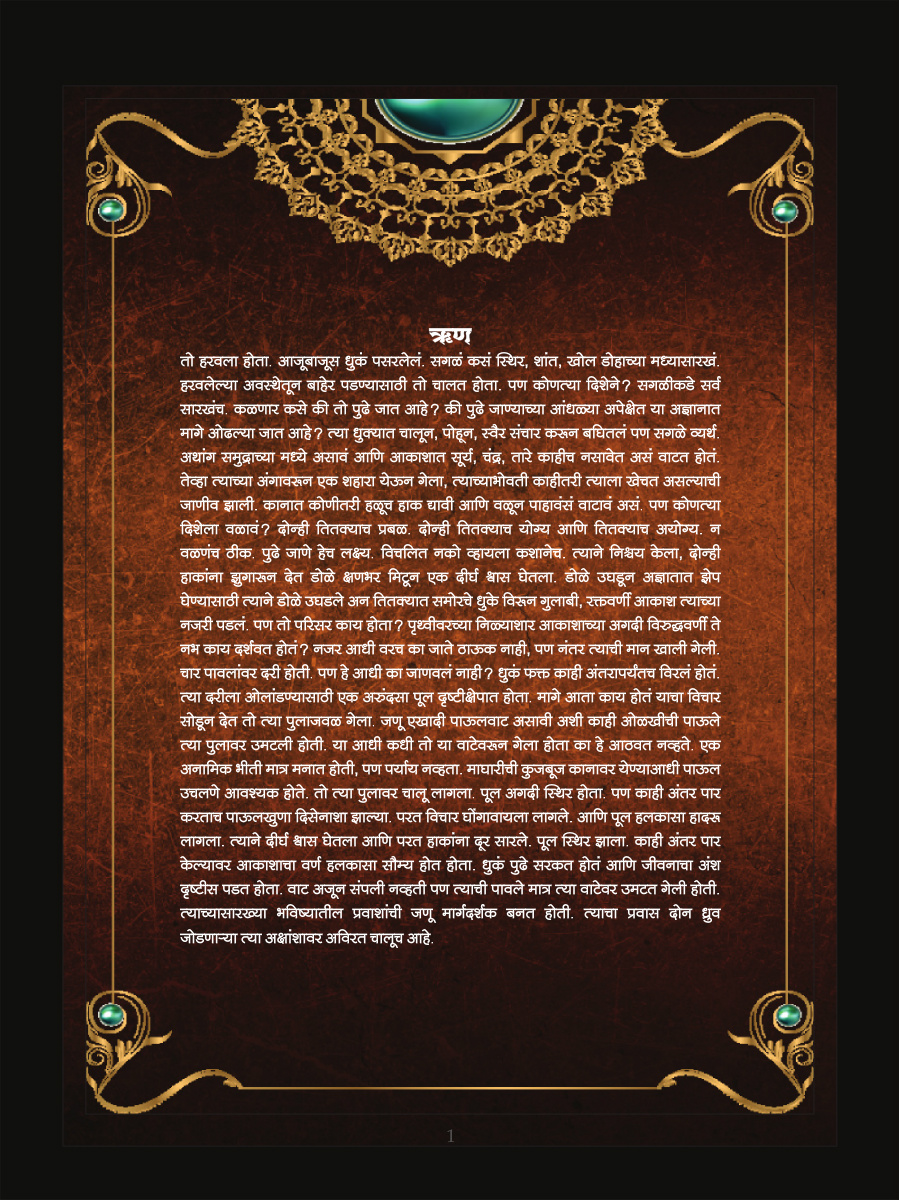 ऋण
तो हरवला होता. आजूबाजूस धुकं पसरलेलं. सगळं कसं स्थिर, शांत, खोल डोहाच्या मध्यासारखं.
हरवलेल्या अवस्थेतून बाहेर पडण्यासाठी तो चालत होता. पण कोणत्या दिशेने? सगळीकडे सर्व
सारखंच. कळणार कसे की तो पुढे जात आहे? की पुढे जाण्याच्या आंधळ्या अपेक्षेत या अज्ञानात
मागे ओढल्या जात आहे? त्या धुक्यात चालून, पोहून, स्वैर संचार करून बघितलं पण सगळे व्यर्थ.
अथांग समुद्राच्या मध्ये असावं आणि आकाशात सूर्य, चंद्र, तारे काहीच नसावेत असं वाटत होतं.
तेव्हा त्याच्या अंगावरून एक शहारा येऊन गेला, त्याच्याभोवती काहीतरी त्याला खेचत असल्याची
जाणीव झाली. कानात कोणीतरी हळूच हाक द्यावी आणि वळून पाहावंसं वाटावं असं. पण कोणत्या
दिशेला वळावं? दोन्ही तितक्याच प्रबळ. दोन्ही तितक्याच योग्य आणि तितक्याच अयोग्य. न
वळणंच ठीक. पुढे जाणे हेच लक्ष्य. विचलित नको व्हायला कशानेच. त्याने निश्चय केला, दोन्ही
हाकांना झुगारून देत डोळे क्षणभर मिटून एक दीर्घ श्वास घेतला. डोळे उघडून अज्ञातात झेप
घेण्यासाठी त्याने डोळे उघडले अन तितक्यात समोरचे धुके विरून गुलाबी, रक्तवर्णी आकाश त्याच्या
नजरी पडलं. पण तो परिसर काय होता? पृथ्वीवरच्या निळ्याशार आकाशाच्या अगदी विरुद्धवर्णी ते
नभ काय दर्शवत होतं? नजर आधी वरच का जाते ठाऊक नाही, पण नंतर त्याची मान खाली गेली.
चार पावलांवर दरी होती. पण हे आधी का जाणवलं नाही? धुकं फक्त काही अंतरापर्यंतच विरलं होतं.
त्या दरीला ओलांडण्यासाठी एक अरुंदसा पूल दृष्टीक्षेपात होता. मागे आता काय होतं याचा विचार
सोडून देत तो त्या पुलाजवळ गेला. जणू एखादी पाऊलवाट असावी अशी काही ओळखीची पाऊले
त्या पुलावर उमटली होती. या आधी कधी तो या वाटेवरून गेला होता का हे आठवत नव्हते. एक
अनामिक भीती मात्र मनात होती, पण पर्याय नव्हता. माघारीची कुजबूज कानावर येण्याआधी पाऊल
उचलणे आवश्यक होते. तो त्या पुलावर चालू लागला. पूल अगदी स्थिर होता. पण काही अंतर पार
करताच पाऊलखुणा दिसेनाशा झाल्या. परत विचार घोंगावायला लागले. आणि पूल हलकासा हादरू
लागला. त्याने दीर्घ श्वास घेतला आणि परत हाकांना दूर सारले. पूल स्थिर झाला. काही अंतर पार
केल्यावर आकाशाचा वर्ण हलकासा सौम्य होत होता. धुकं पुढे सरकत होतं आणि जीवनाचा अंश
दृष्टीस पडत होता. वाट अजून संपली नव्हती पण त्याची पावले मात्र त्या वाटेवर उमटत गेली होती.
त्याच्यासारख्या भविष्यातील प्रवाशांची जणू मार्गदर्शक बनत होती. त्याचा प्रवास दोन ध्रुव
जोडणाऱ्या त्या अक्षांशावर अविरत चालूच आहे.
1